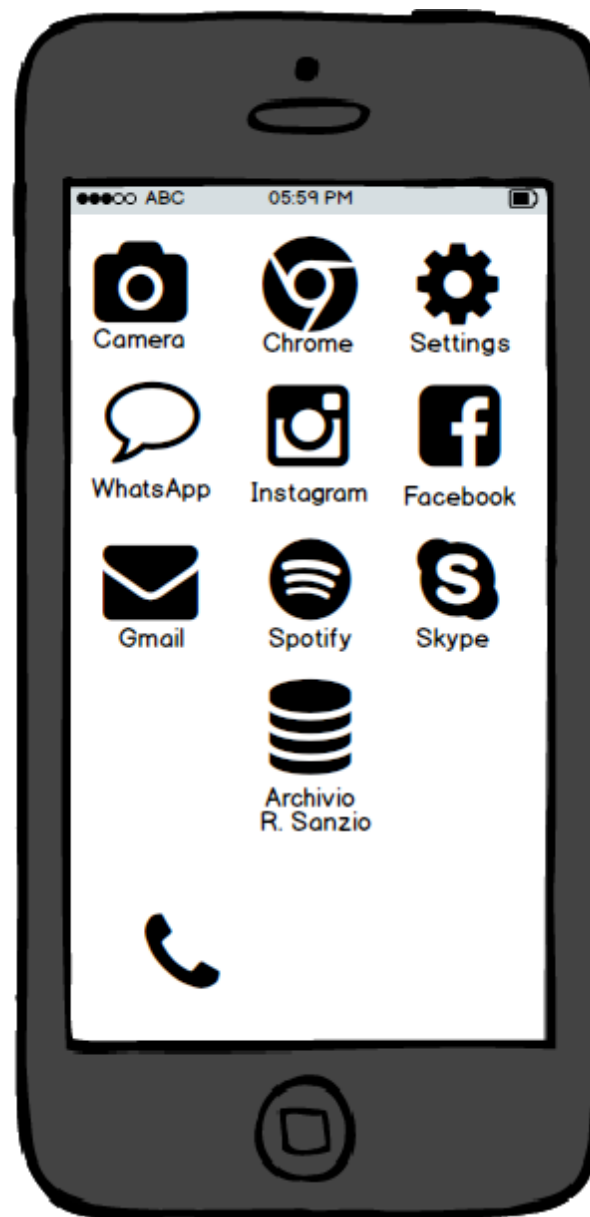 ABC 05:59 PM
Camera Chrome Settings
WhatsApp Instagram Facebook
Gmail Spotify Skype
Archivio
R. Sanzio